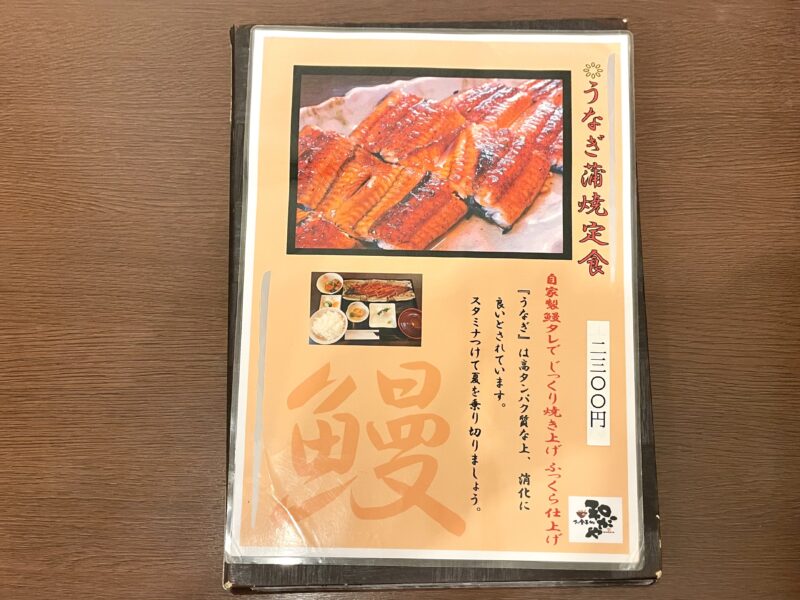 うなぎ蒲焼定食
二三〇〇円
自家製鰻タレで じっくり焼き上げ ふっくら仕上げ
『うなぎ』は高タンパク質な上、消化に
良いとされています。
スタミナつけて夏を乗り切りましょう。
鰻